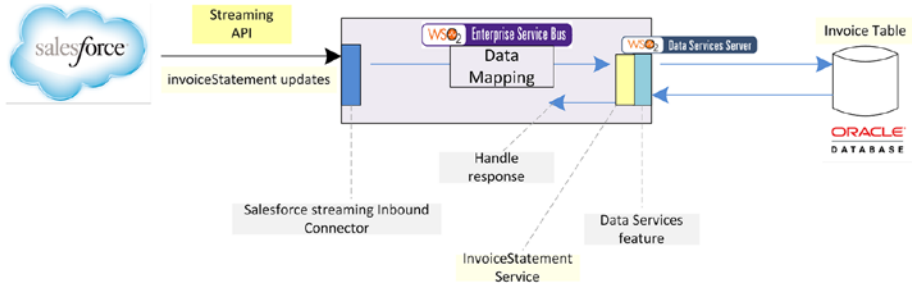 Streaming
API
salesforce
invoiceStatement updates
WSO2 Enterprise Service Bus
Data
Mapping
WSO2 Data Services Server
Invoice Table
ORACLE
DATABASE
Handle
response
Salesforce streaming Inbound
Connector
Data Services
feature
InvoiceStatement
Service